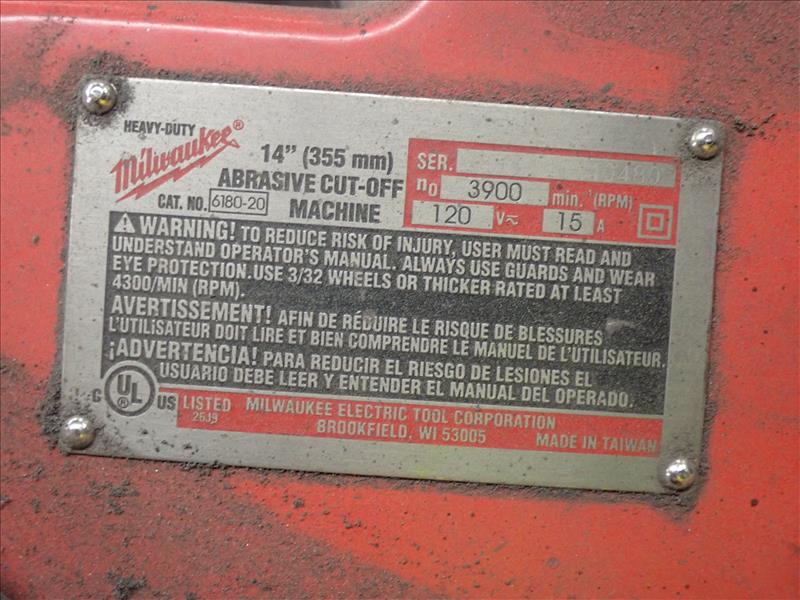 HEAVY-DUTY
Milwaukee®
14" (355 mm)
ABRASIVE CUT-OFF
MACHINE
CAT. NO. 6180-20
SER.
n0 3900 min.⁻¹ (RPM)
120 V~ 15 A
⚠ WARNING! TO REDUCE RISK OF INJURY, USER MUST READ AND
UNDERSTAND OPERATOR'S MANUAL. ALWAYS USE GUARDS AND WEAR
EYE PROTECTION. USE 3/32 WHEELS OR THICKER RATED AT LEAST
4300/MIN (RPM).
AVERTISSEMENT! AFIN DE RÉDUIRE LE RISQUE DE BLESSURES
L'UTILISATEUR DOIT LIRE ET BIEN COMPRENDRE LE MANUEL DE L'UTILISATEUR.
¡ADVERTENCIA! PARA REDUCIR EL RIESGO DE LESIONES EL
USUARIO DEBE LEER Y ENTENDER EL MANUAL DEL OPERADO.
C UL® US LISTED
26J9
MILWAUKEE ELECTRIC TOOL CORPORATION
BROOKFIELD, WI 53005
MADE IN TAIWAN